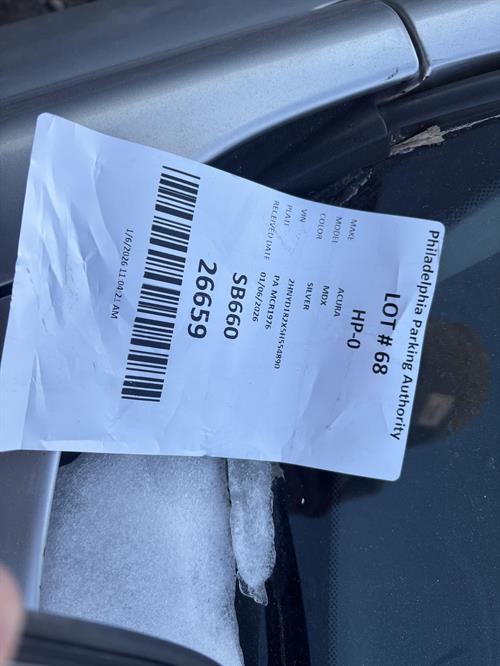 Philadelphia Parking Authority
LOT # 68
HP-0
MAKE ACURA
MODEL MDX
COLOR SILVER
VIN 2HNYD182X5H554890
PLATE PA MCR1976
RECEIVED DATE 01/06/2026
SB660
26659
1/6/2026 11:04:21 AM